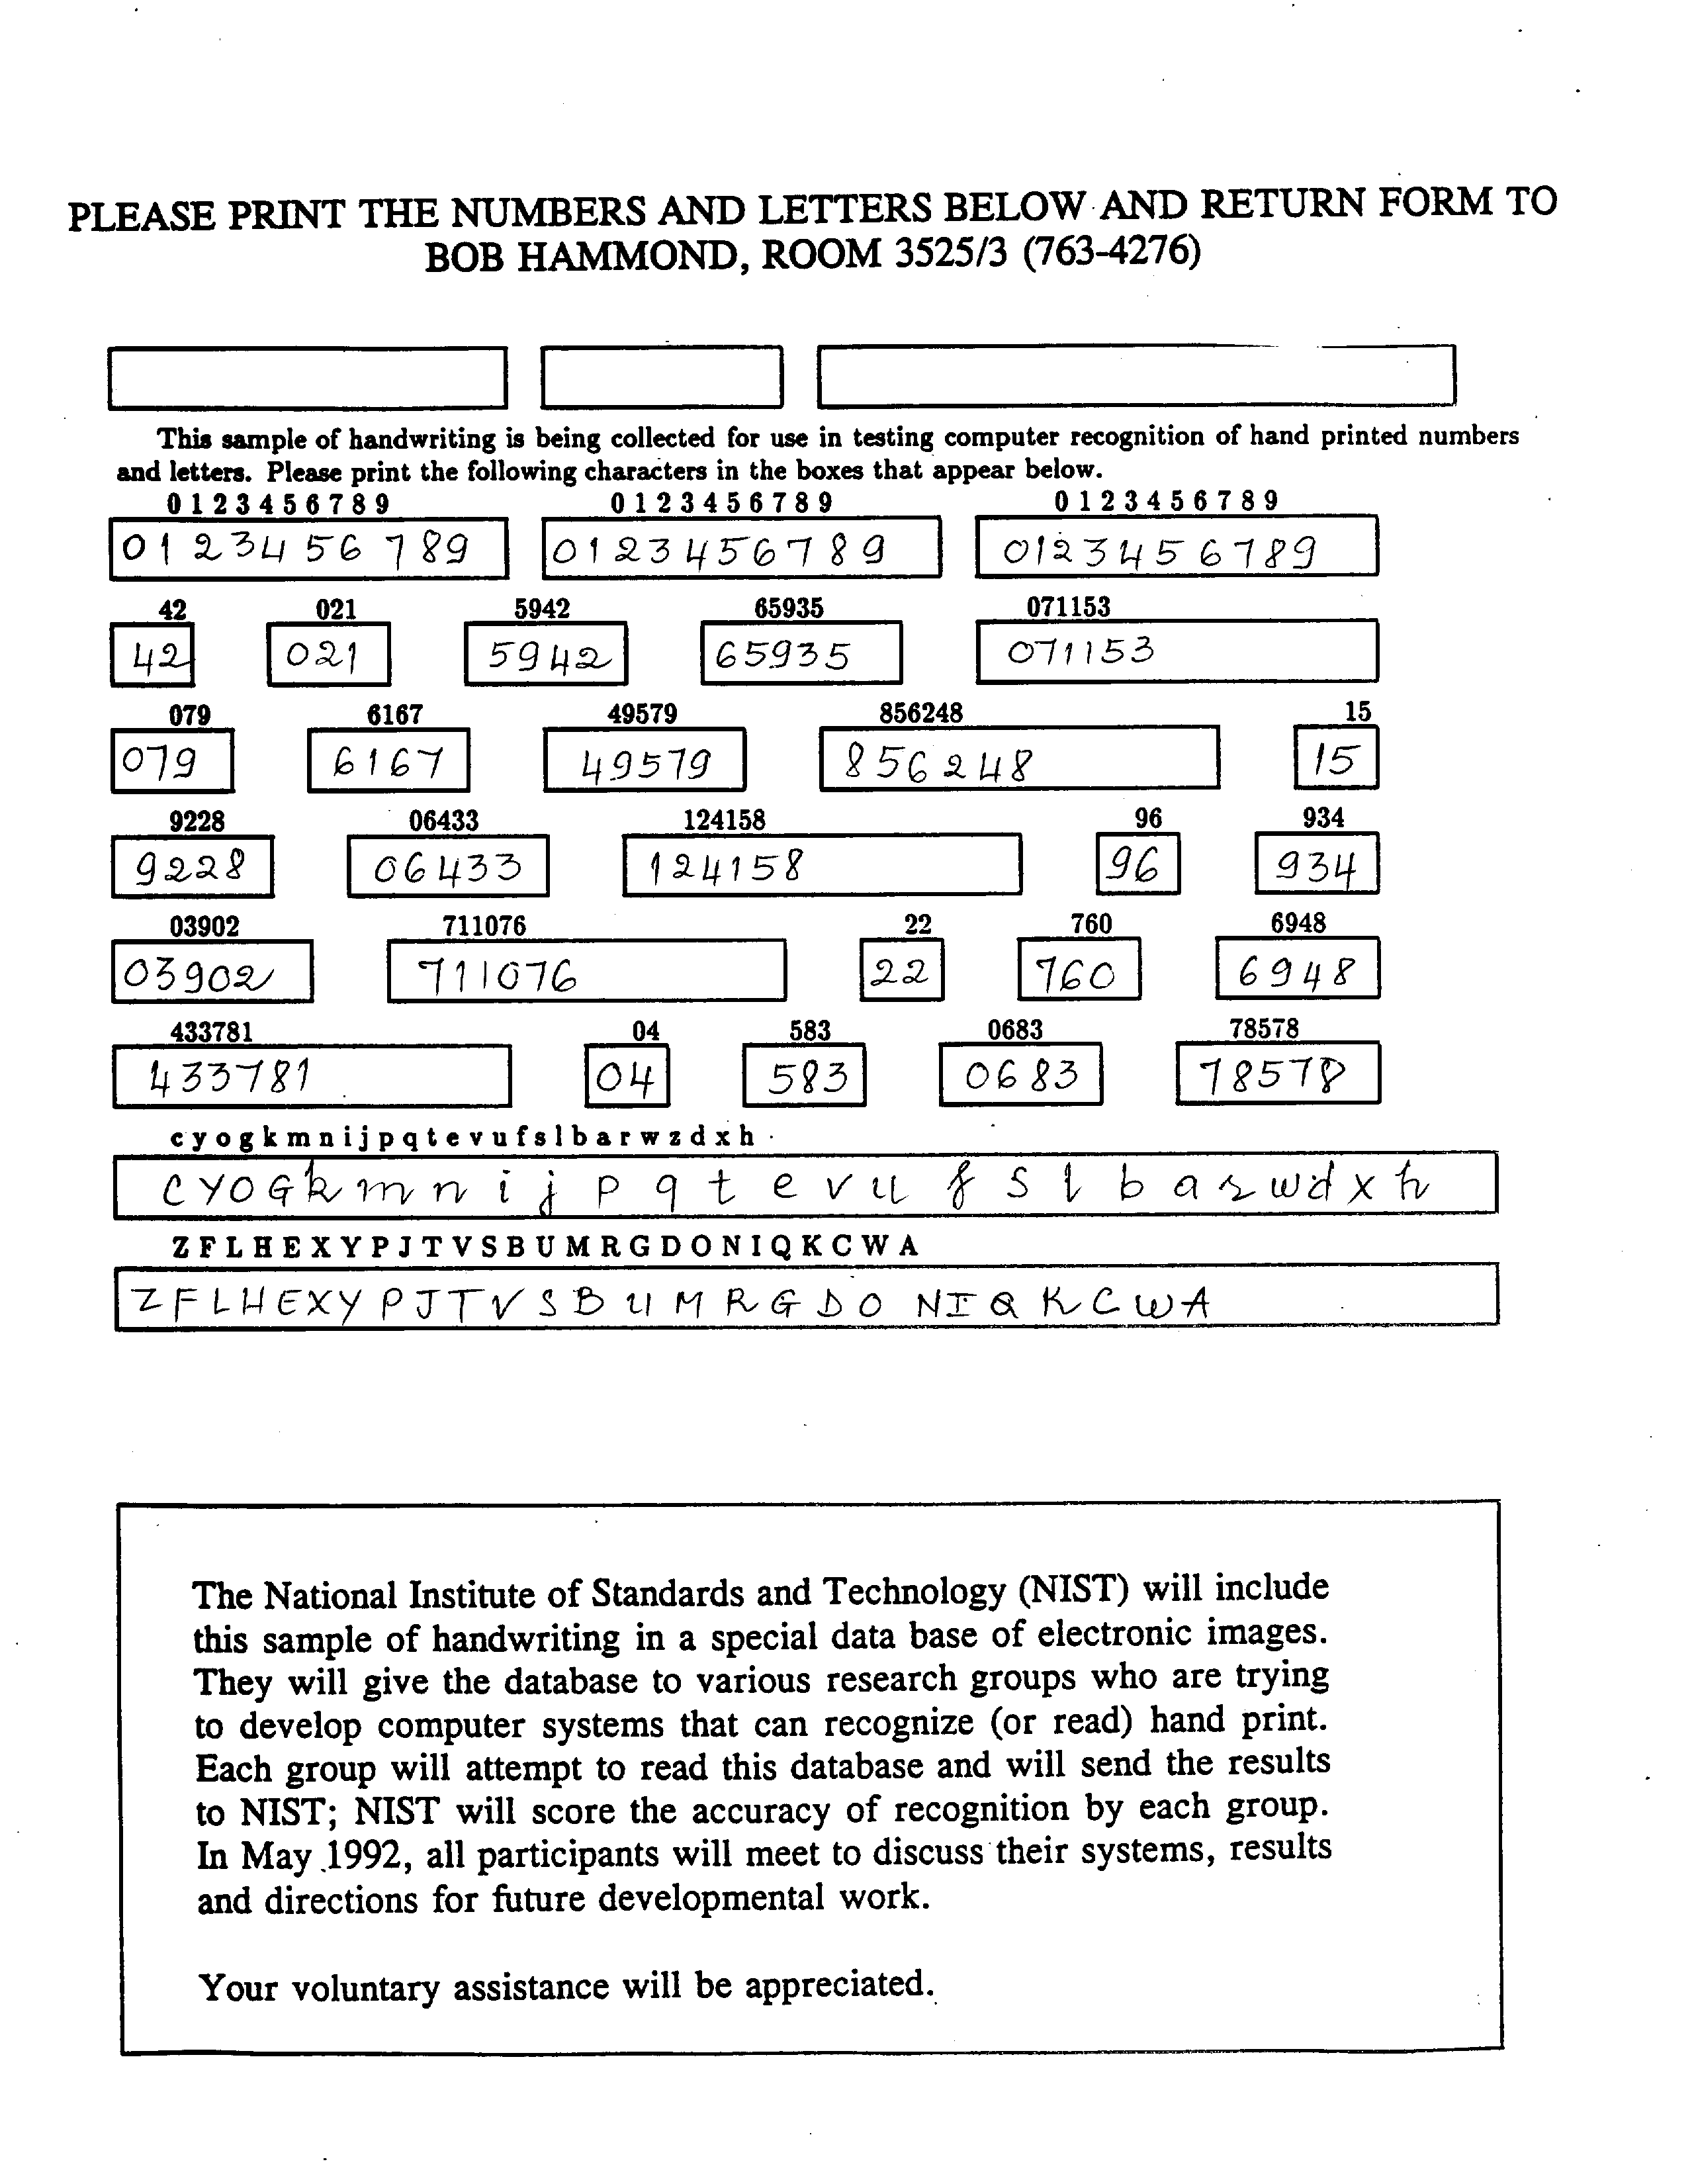 PLEASE PRINT THE NUMBERS AND LETTERS BELOW AND RETURN FORM TO
BOB HAMMOND, ROOM 3525/3 (763-4276)
This sample of handwriting is being collected for use in testing computer recognition of hand printed numbers
and letters. Please print the following characters in the boxes that appear below.
0 1 2 3 4 5 6 7 8 9 0 1 2 3 4 5 6 7 8 9 0 1 2 3 4 5 6 7 8 9
0 1 2 3 4 5 6 7 8 9 0 1 2 3 4 5 6 7 8 9 0 1 2 3 4 5 6 7 8 9
42 021 5942 65935 071153
42 021 5942 65935 071153
079 6167 49579 856248 15
079 6167 49579 856248 15
9228 06433 124158 96 934
9228 06433 124158 96 934
03902 711076 22 760 6948
03902 711076 22 760 6948
433781 04 583 0683 78578
433781 04 583 0683 78578
c y o g k m n i j p q t e v u f s l b a r w z d x h
c y o G k m n i j p q t e v u f s l b a r w d x h
Z F L H E X Y P J T V S B U M R G D O N I Q K C W A
Z F L H E X Y P J T V S B U M R G D O N I Q K C W A
The National Institute of Standards and Technology (NIST) will include
this sample of handwriting in a special data base of electronic images.
They will give the database to various research groups who are trying
to develop computer systems that can recognize (or read) hand print.
Each group will attempt to read this database and will send the results
to NIST; NIST will score the accuracy of recognition by each group.
In May 1992, all participants will meet to discuss their systems, results
and directions for future developmental work.
Your voluntary assistance will be appreciated.